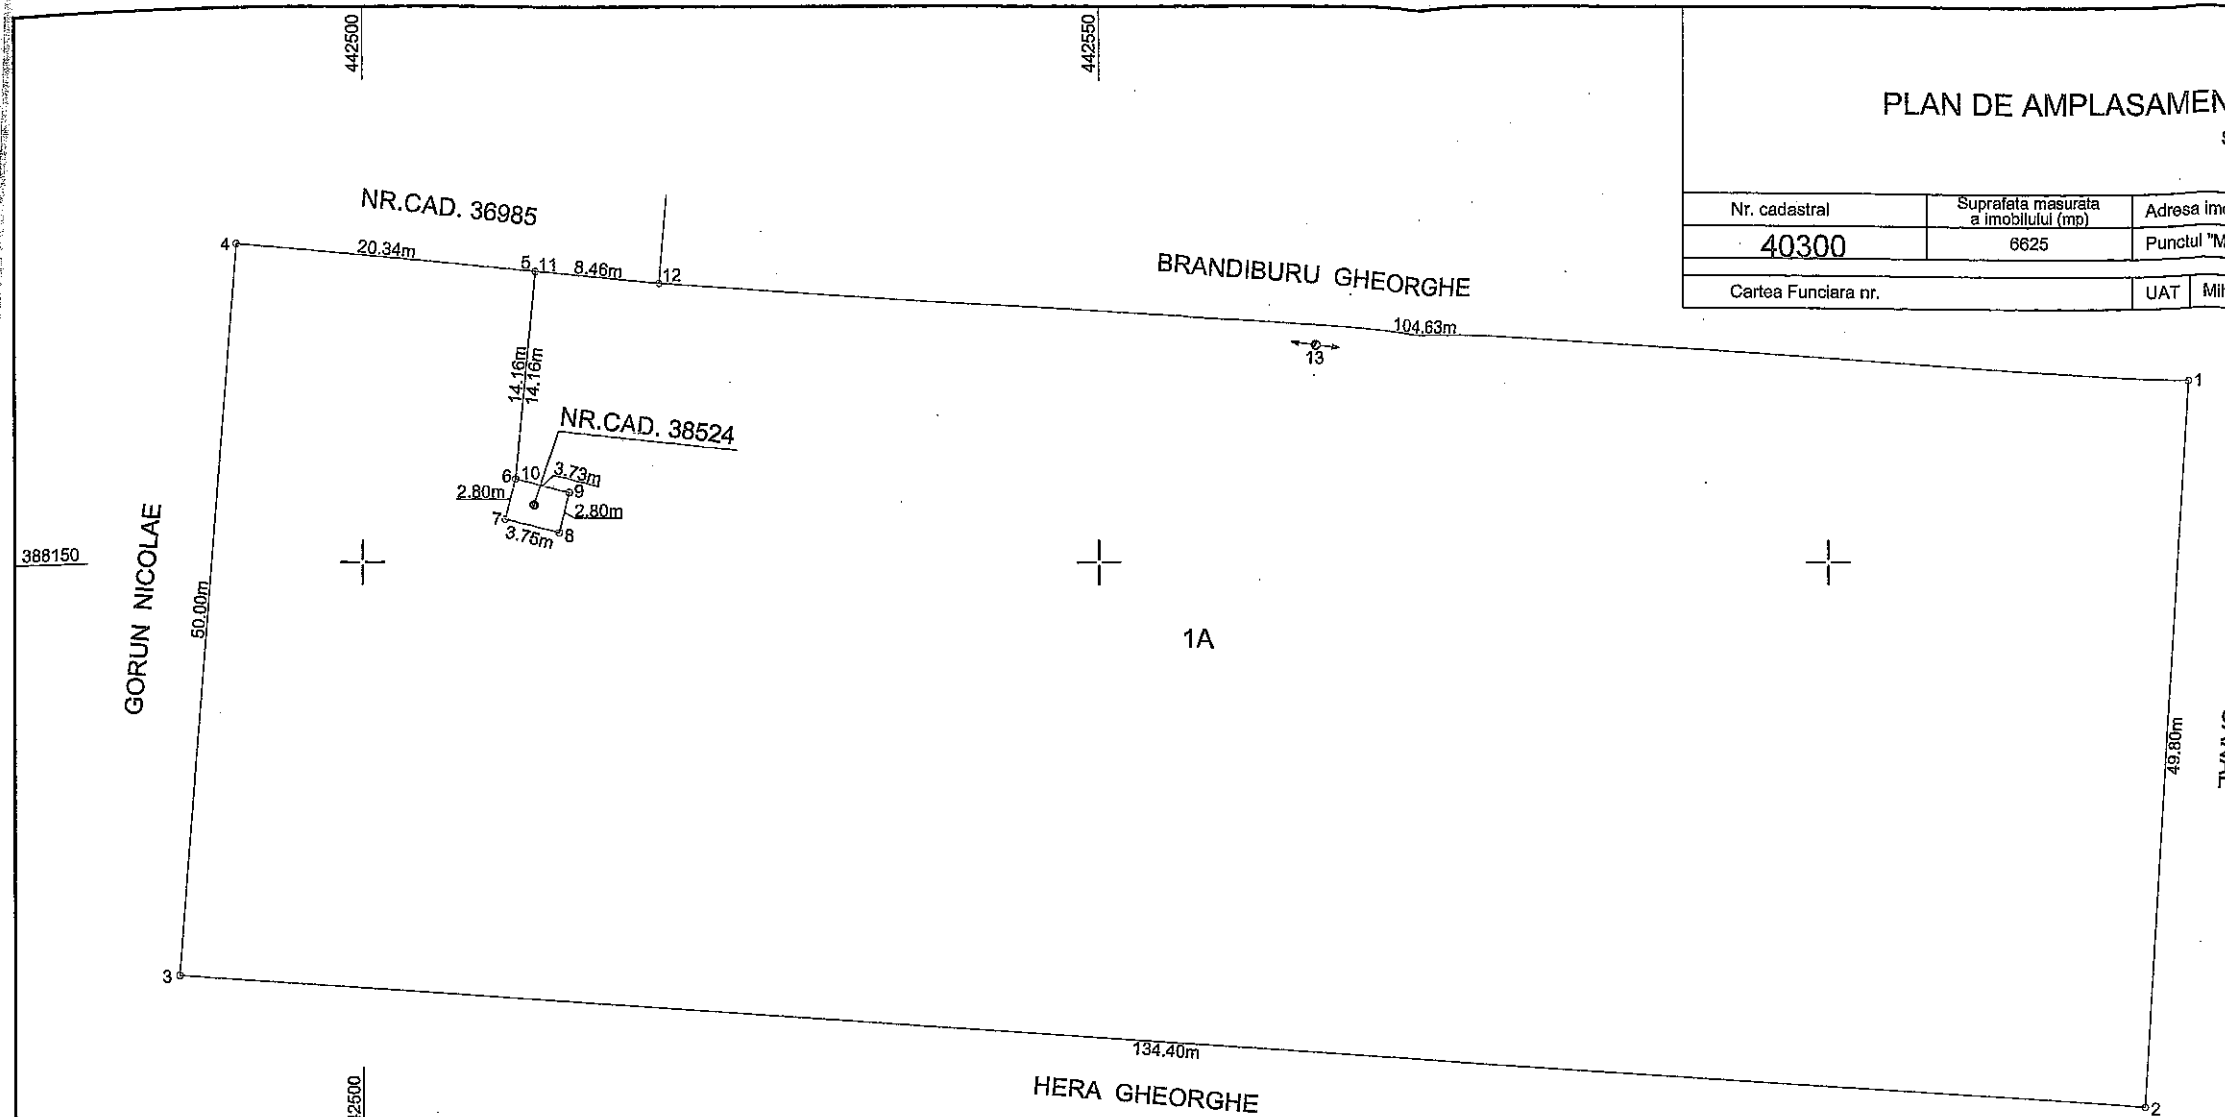 442500
442550
PLAN DE AMPLASAMEN
NR.CAD. 36985
Nr. cadastral
Suprafata masurata
a imobilului (mp)
Adresa imo
40300
6625
Punctul "M
Cartea Funciara nr.
UAT
Mih
4
20.34m
5
11
8.46m
12
BRANDIBURU GHEORGHE
104.63m
13
1
14.16m
14.16m
NR.CAD. 38524
6
10
3.73m
9
2.80m
2.80m
7
3.75m
8
388150
GORUN NICOLAE
50.00m
1A
49.80m
3
134.40m
HERA GHEORGHE
2